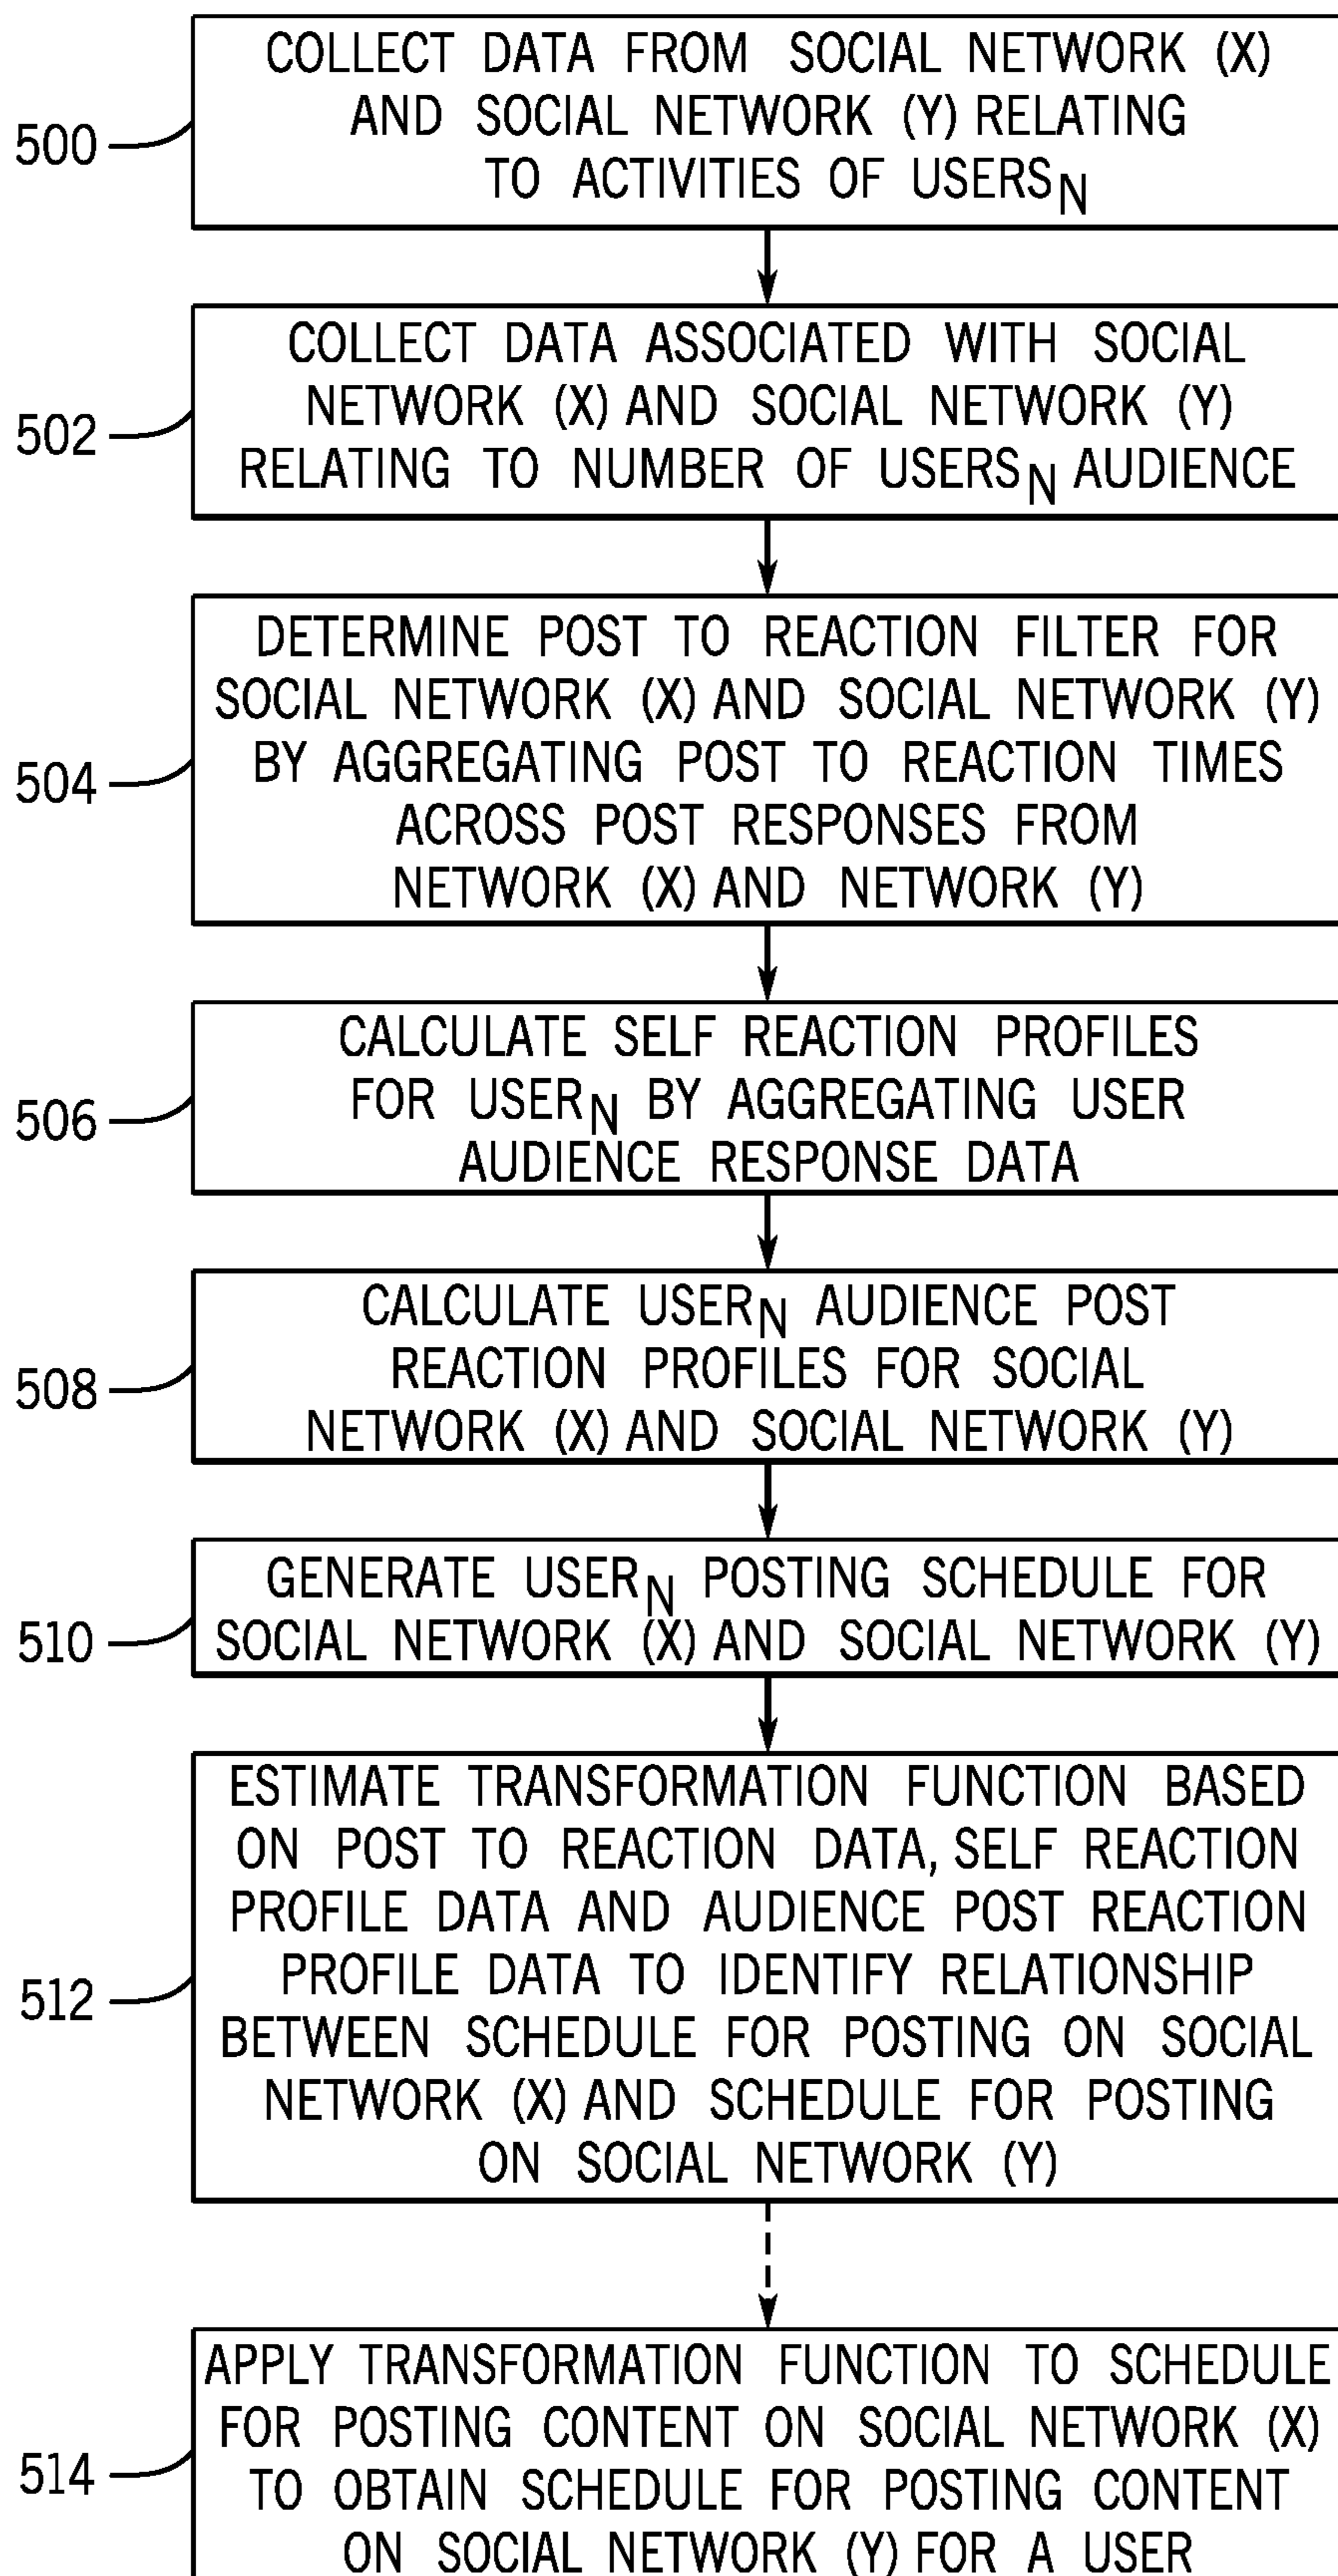 COLLECT DATA FROM SOCIAL NETWORK (X)
AND SOCIAL NETWORK (Y) RELATING
TO ACTIVITIES OF USERSN
500
COLLECT DATA ASSOCIATED WITH SOCIAL
NETWORK (X) AND SOCIAL NETWORK (Y)
RELATING TO NUMBER OF USERSN AUDIENCE
502
DETERMINE POST TO REACTION FILTER FOR
SOCIAL NETWORK (X) AND SOCIAL NETWORK (Y)
BY AGGREGATING POST TO REACTION TIMES
ACROSS POST RESPONSES FROM
NETWORK (X) AND NETWORK (Y)
504
CALCULATE SELF REACTION PROFILES
FOR USERN BY AGGREGATING USER
AUDIENCE RESPONSE DATA
506
CALCULATE USERN AUDIENCE POST
REACTION PROFILES FOR SOCIAL
NETWORK (X) AND SOCIAL NETWORK (Y)
508
GENERATE USERN POSTING SCHEDULE FOR
SOCIAL NETWORK (X) AND SOCIAL NETWORK (Y)
510
ESTIMATE TRANSFORMATION FUNCTION BASED
ON POST TO REACTION DATA, SELF REACTION
PROFILE DATA AND AUDIENCE POST REACTION
PROFILE DATA TO IDENTIFY RELATIONSHIP
BETWEEN SCHEDULE FOR POSTING ON SOCIAL
NETWORK (X) AND SCHEDULE FOR POSTING
ON SOCIAL NETWORK (Y)
512
APPLY TRANSFORMATION FUNCTION TO SCHEDULE
FOR POSTING CONTENT ON SOCIAL NETWORK (X)
TO OBTAIN SCHEDULE FOR POSTING CONTENT
ON SOCIAL NETWORK (Y) FOR A USER
514